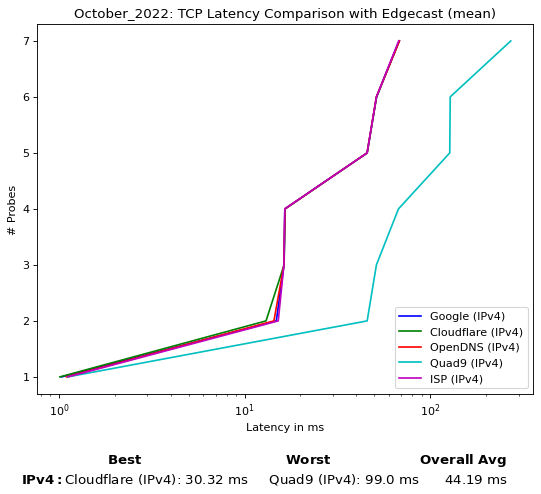 October_2022: TCP Latency Comparison with Edgecast (mean)
7
6
5
4
3
2
1
# Probes
10^0 10^1 10^2
Latency in ms
Google (IPv4)
Cloudflare (IPv4)
OpenDNS (IPv4)
Quad9 (IPv4)
ISP (IPv4)
Best Worst Overall Avg
IPv4: Cloudflare (IPv4): 30.32 ms Quad9 (IPv4): 99.0 ms 44.19 ms